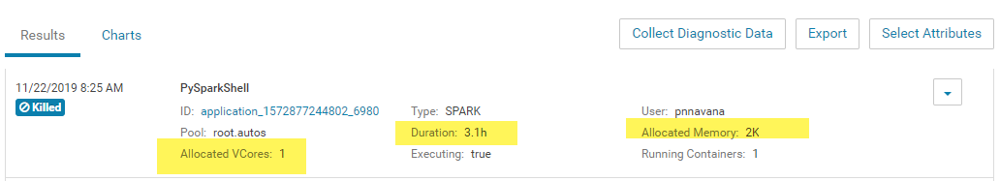 Results Charts Collect Diagnostic Data Export Select Attributes
11/22/2019 8:25 AM PySparkShell
Killed ID: application_1572877244802_6980 Type: SPARK User: pnnavana
Pool: root.autos Duration: 3.1h Allocated Memory: 2K
Allocated VCores: 1 Executing: true Running Containers: 1